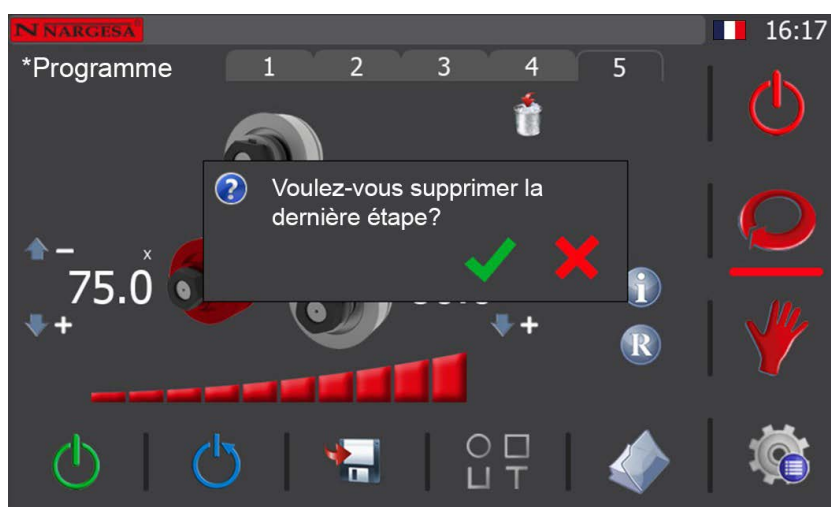 N NARGESA
16:17
*Programme 1 2 3 4 5
Voulez-vous supprimer la
dernière étape?
− x
75.0
+ +
i
R